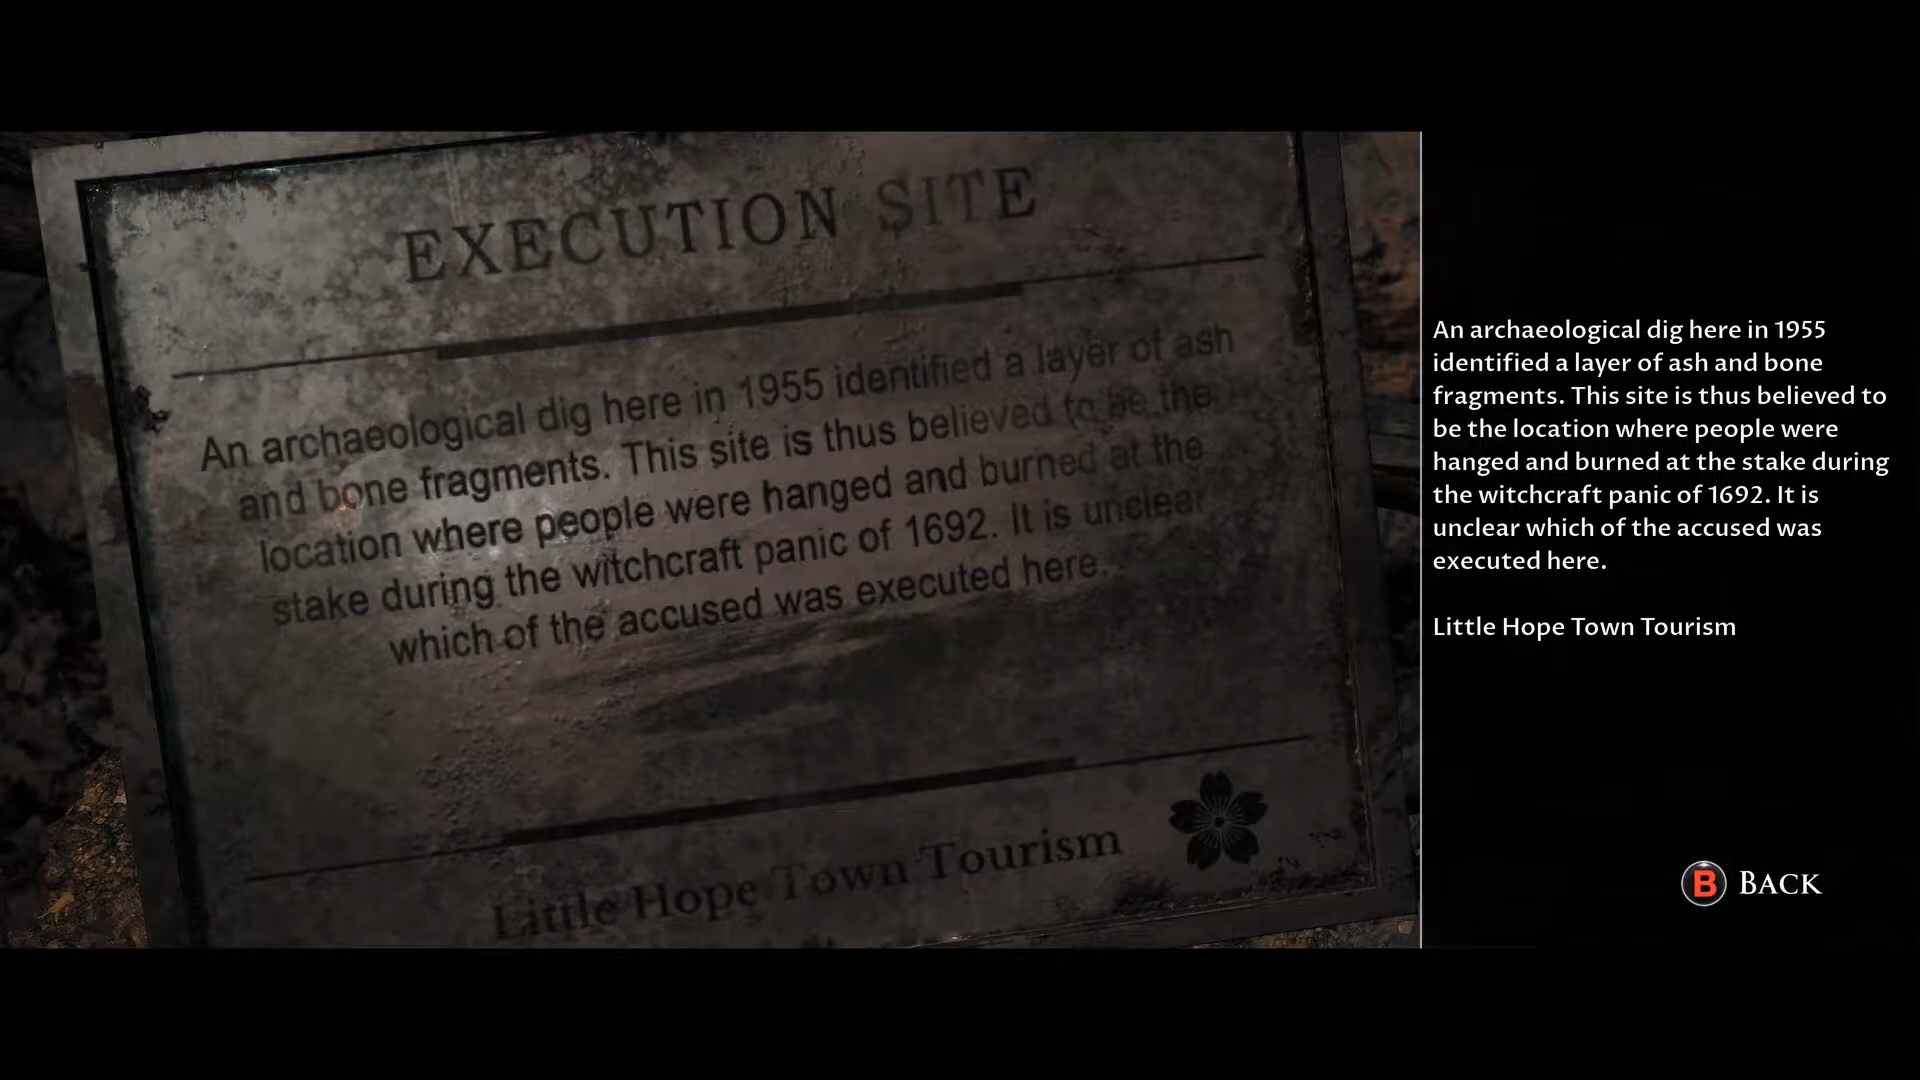 EXECUTION SITE
An archaeological dig here in 1955 identified a layer of ash
and bone fragments. This site is thus believed to be the
location where people were hanged and burned at the
stake during the witchcraft panic of 1692. It is unclear
which of the accused was executed here.
Little Hope Town Tourism
An archaeological dig here in 1955
identified a layer of ash and bone
fragments. This site is thus believed to
be the location where people were
hanged and burned at the stake during
the witchcraft panic of 1692. It is
unclear which of the accused was
executed here.
Little Hope Town Tourism
B BACK